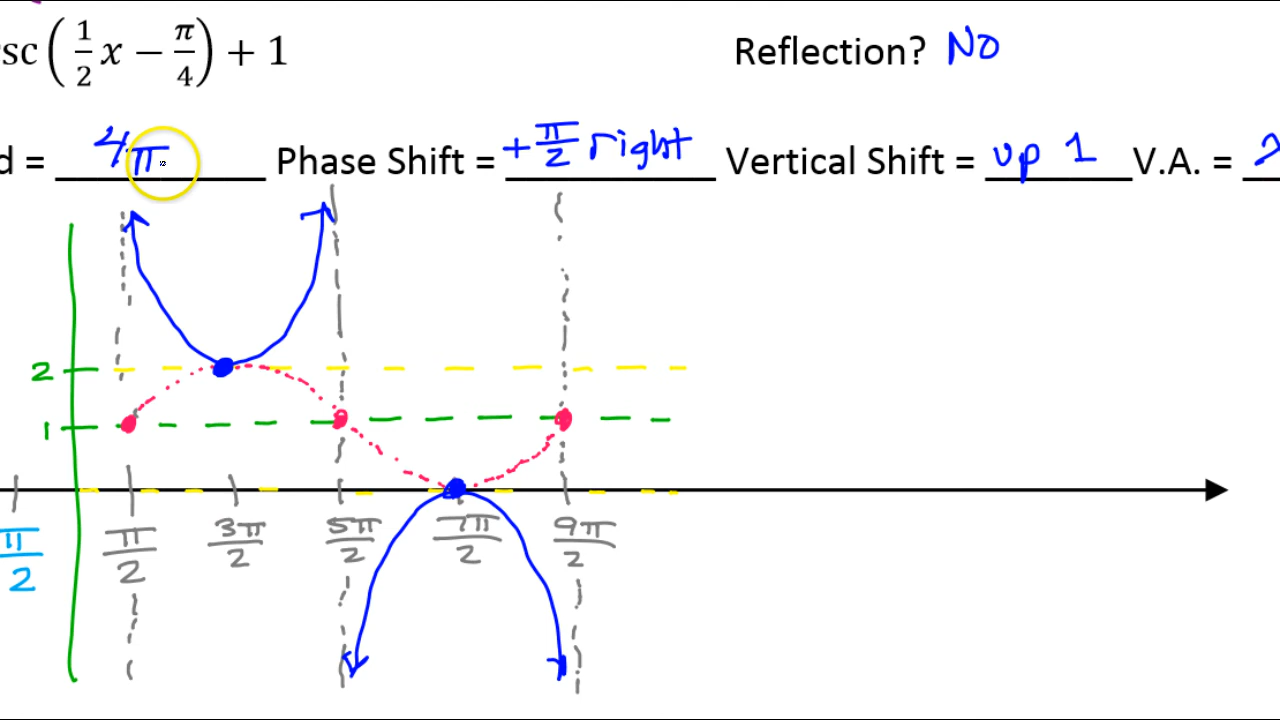 sc(1/2 x − π/4) + 1
Reflection? No
d = 4π Phase Shift = +π/2 right Vertical Shift = up 1 V.A. =
2
1
π/2 π/2 3π/2 5π/2 7π/2 9π/2